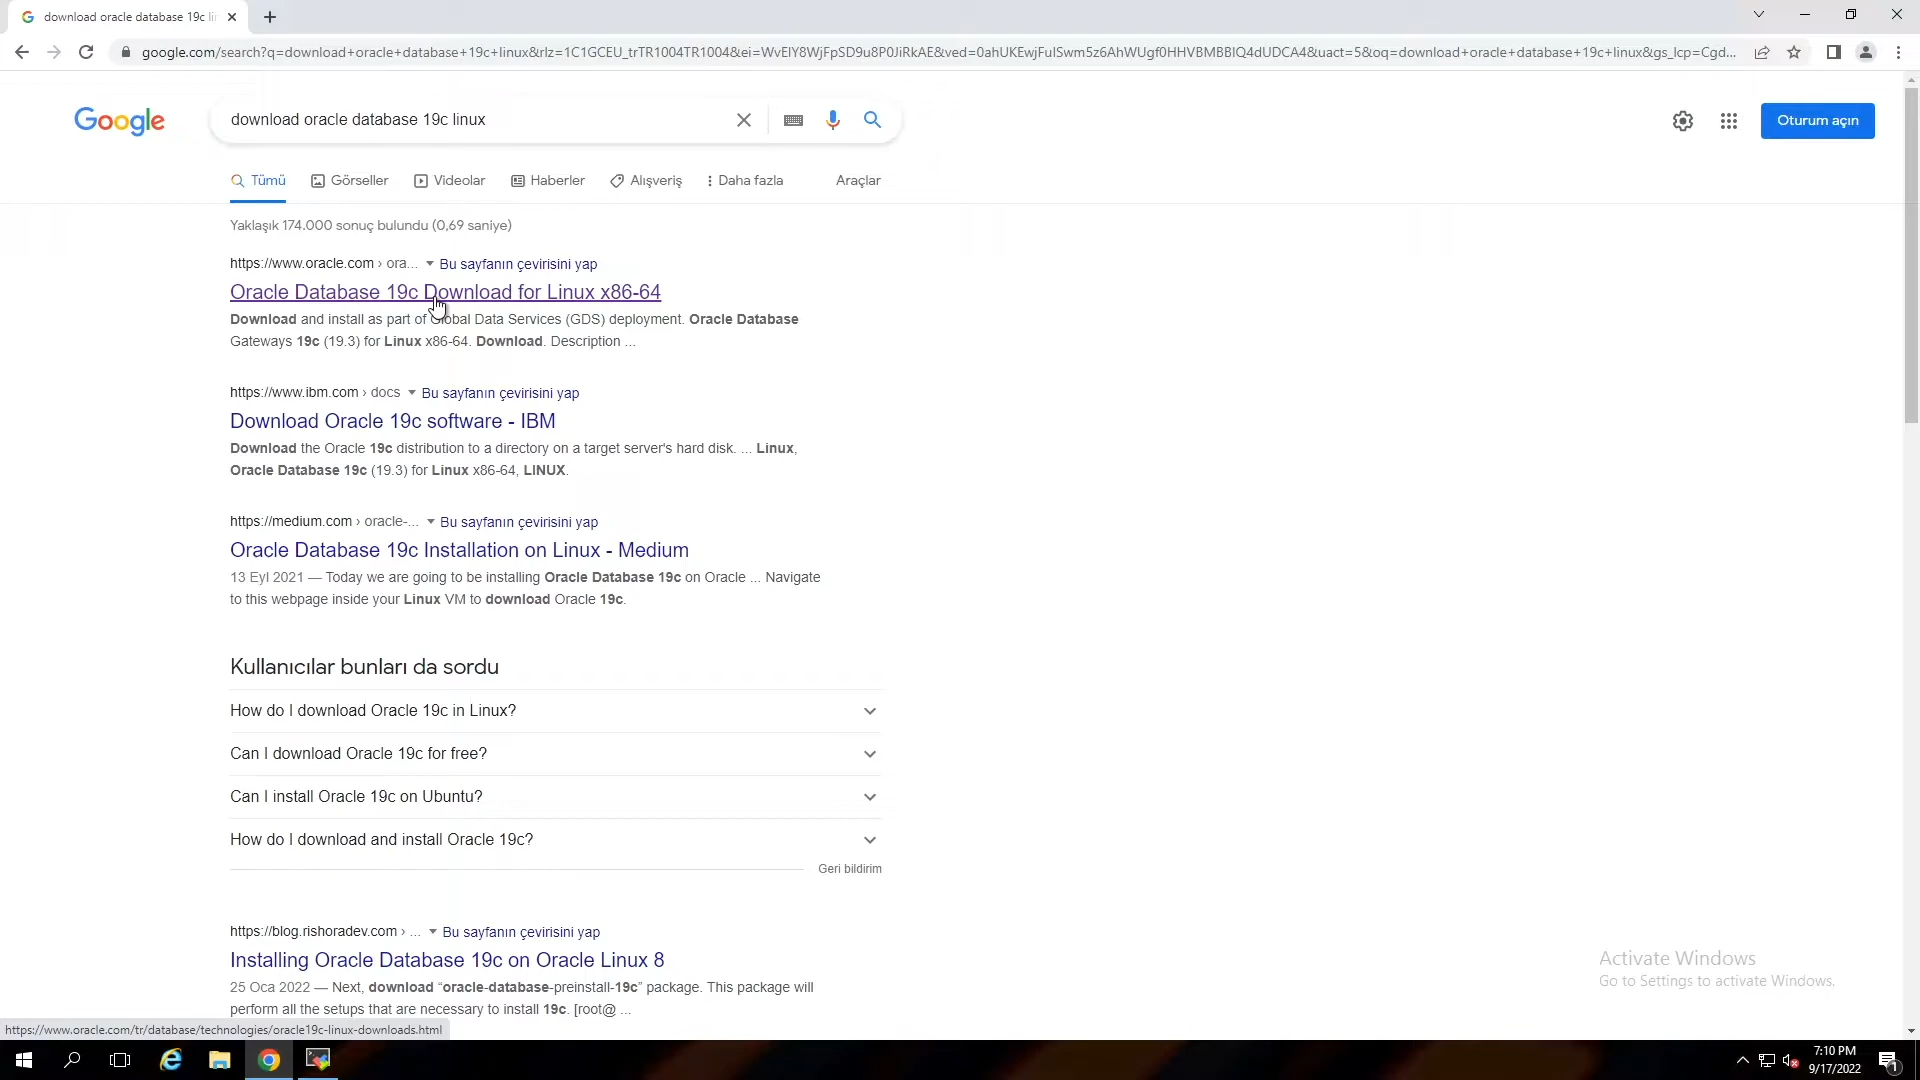 download oracle database 19c lin
google.com/search?q=download+oracle+database+19c+linux&rlz=1C1GCEU_trTR1004TR1004&ei=WvElY8WjFpSD9u8P0JiRkAE&ved=0ahUKEwjFuISwm5z6AhWUgf0HHVBMBBIQ4dUDCA4&uact=5&oq=download+oracle+database+19c+linux&gs_lcp=Cgd...
Google
download oracle database 19c linux
Oturum açın
Tümü Görseller Videolar Haberler Alışveriş Daha fazla Araçlar
Yaklaşık 174.000 sonuç bulundu (0,69 saniye)
https://www.oracle.com › ora... Bu sayfanın çevirisini yap
Oracle Database 19c Download for Linux x86-64
Download and install as part of Global Data Services (GDS) deployment. Oracle Database
Gateways 19c (19.3) for Linux x86-64. Download. Description ...
https://www.ibm.com › docs Bu sayfanın çevirisini yap
Download Oracle 19c software - IBM
Download the Oracle 19c distribution to a directory on a target server's hard disk. ... Linux,
Oracle Database 19c (19.3) for Linux x86-64, LINUX.
https://medium.com › oracle-... Bu sayfanın çevirisini yap
Oracle Database 19c Installation on Linux - Medium
13 Eyl 2021 — Today we are going to be installing Oracle Database 19c on Oracle ... Navigate
to this webpage inside your Linux VM to download Oracle 19c.
Kullanıcılar bunları da sordu
How do I download Oracle 19c in Linux?
Can I download Oracle 19c for free?
Can I install Oracle 19c on Ubuntu?
How do I download and install Oracle 19c?
Geri bildirim
https://blog.rishoradev.com › ... Bu sayfanın çevirisini yap
Installing Oracle Database 19c on Oracle Linux 8
25 Oca 2022 — Next, download “oracle-database-preinstall-19c” package. This package will
perform all the setups that are necessary to install 19c. [root@ ...
Activate Windows
Go to Settings to activate Windows.
https://www.oracle.com/tr/database/technologies/oracle19c-linux-downloads.html
7:10 PM
9/17/2022
1